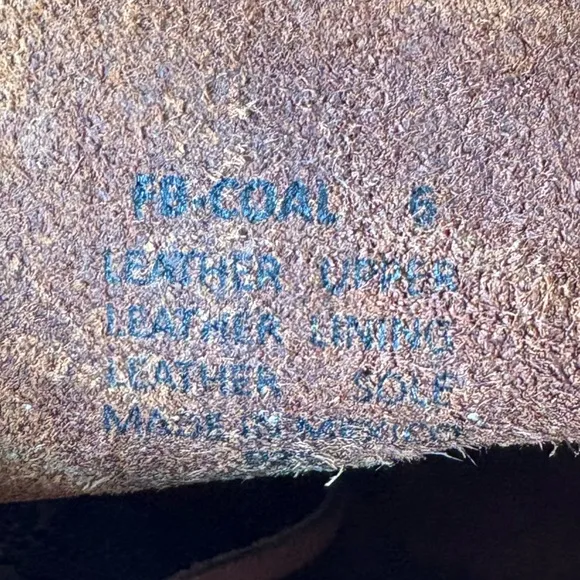 FB-COAL 6
LEATHER UPPER
LEATHER LINING
LEATHER SOLE
MADE IN MEXICO